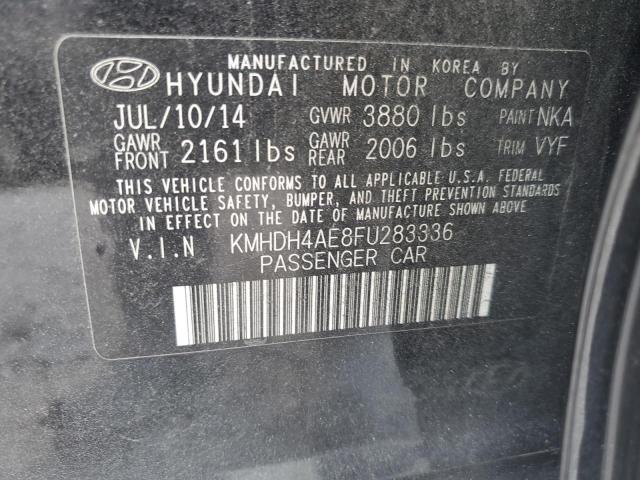 MANUFACTURED IN KOREA BY
HYUNDAI MOTOR COMPANY
JUL/10/14 GVWR 3880 lbs PAINT NKA
GAWR FRONT 2161 lbs GAWR REAR 2006 lbs TRIM VYF
THIS VEHICLE CONFORMS TO ALL APPLICABLE U.S.A. FEDERAL
MOTOR VEHICLE SAFETY, BUMPER, AND THEFT PREVENTION STANDARDS
IN EFFECT ON THE DATE OF MANUFACTURE SHOWN ABOVE.
V.I.N KMHDH4AE8FU283336
PASSENGER CAR